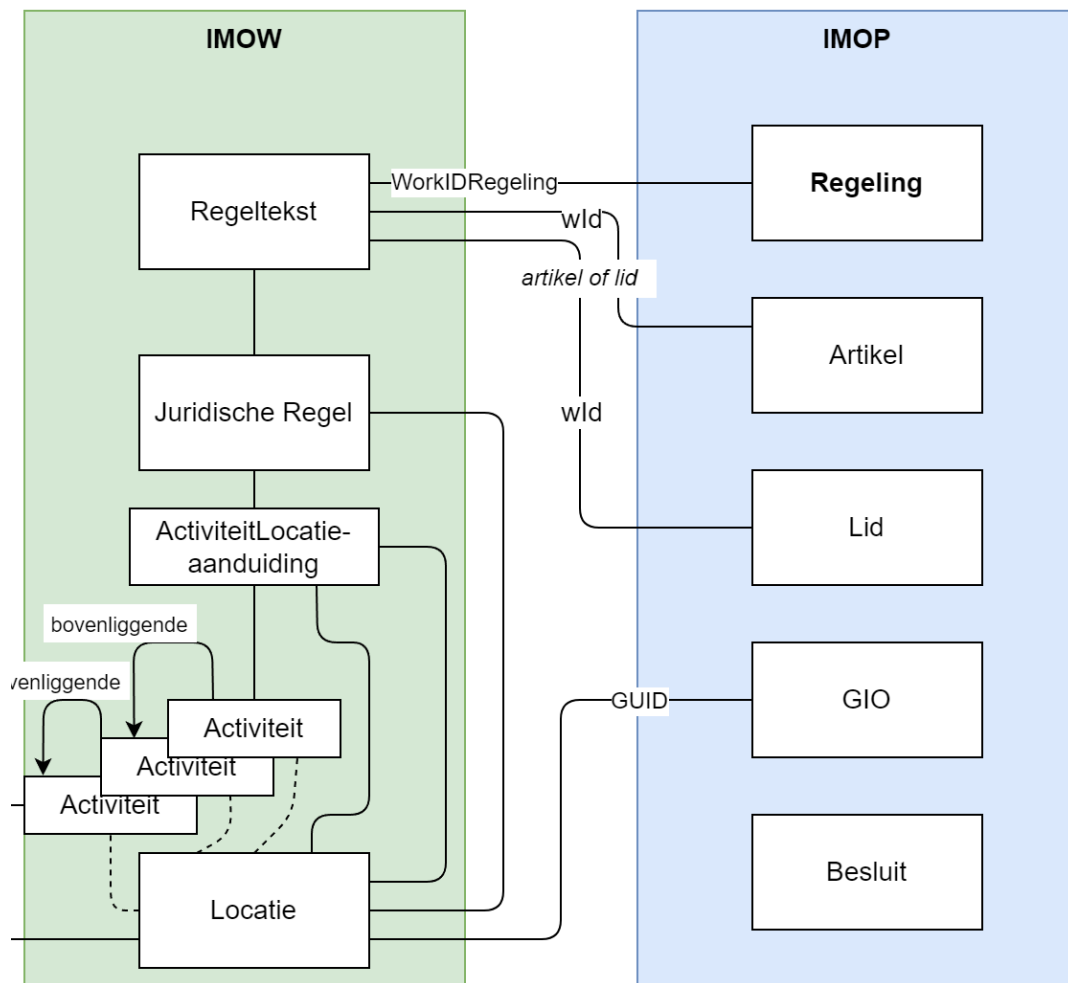 IMOW
IMOP
Regeltekst
WorkIDRegeling
Regeling
wId
artikel of lid
Artikel
Juridische Regel
wId
Lid
ActiviteitLocatie-
aanduiding
bovenliggende
venliggende
Activiteit
Activiteit
Activiteit
GUID
GIO
Besluit
Locatie